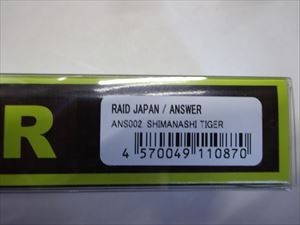 RAID JAPAN / ANSWER
ANS002 SHIMANASHI TIGER
4 570049 110870
R